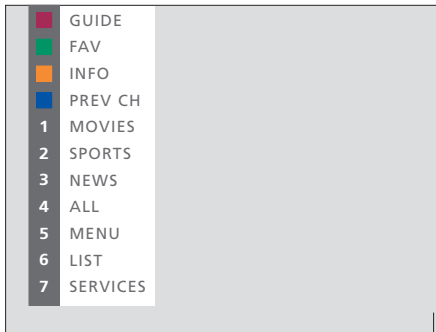 GUIDE
FAV
INFO
PREV CH
1 MOVIES
2 SPORTS
3 NEWS
4 ALL
5 MENU
6 LIST
7 SERVICES